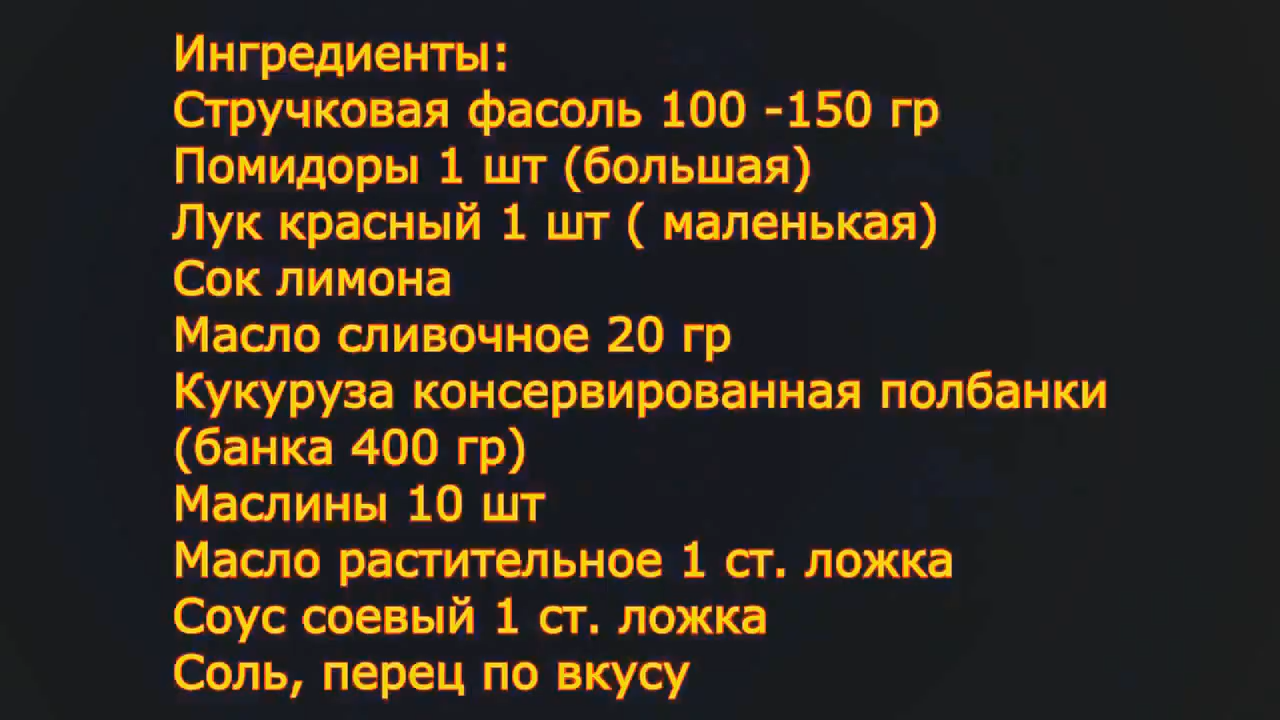 Ингредиенты:
Стручковая фасоль 100 -150 гр
Помидоры 1 шт (большая)
Лук красный 1 шт ( маленькая)
Сок лимона
Масло сливочное 20 гр
Кукуруза консервированная полбанки
(банка 400 гр)
Маслины 10 шт
Масло растительное 1 ст. ложка
Соус соевый 1 ст. ложка
Соль, перец по вкусу